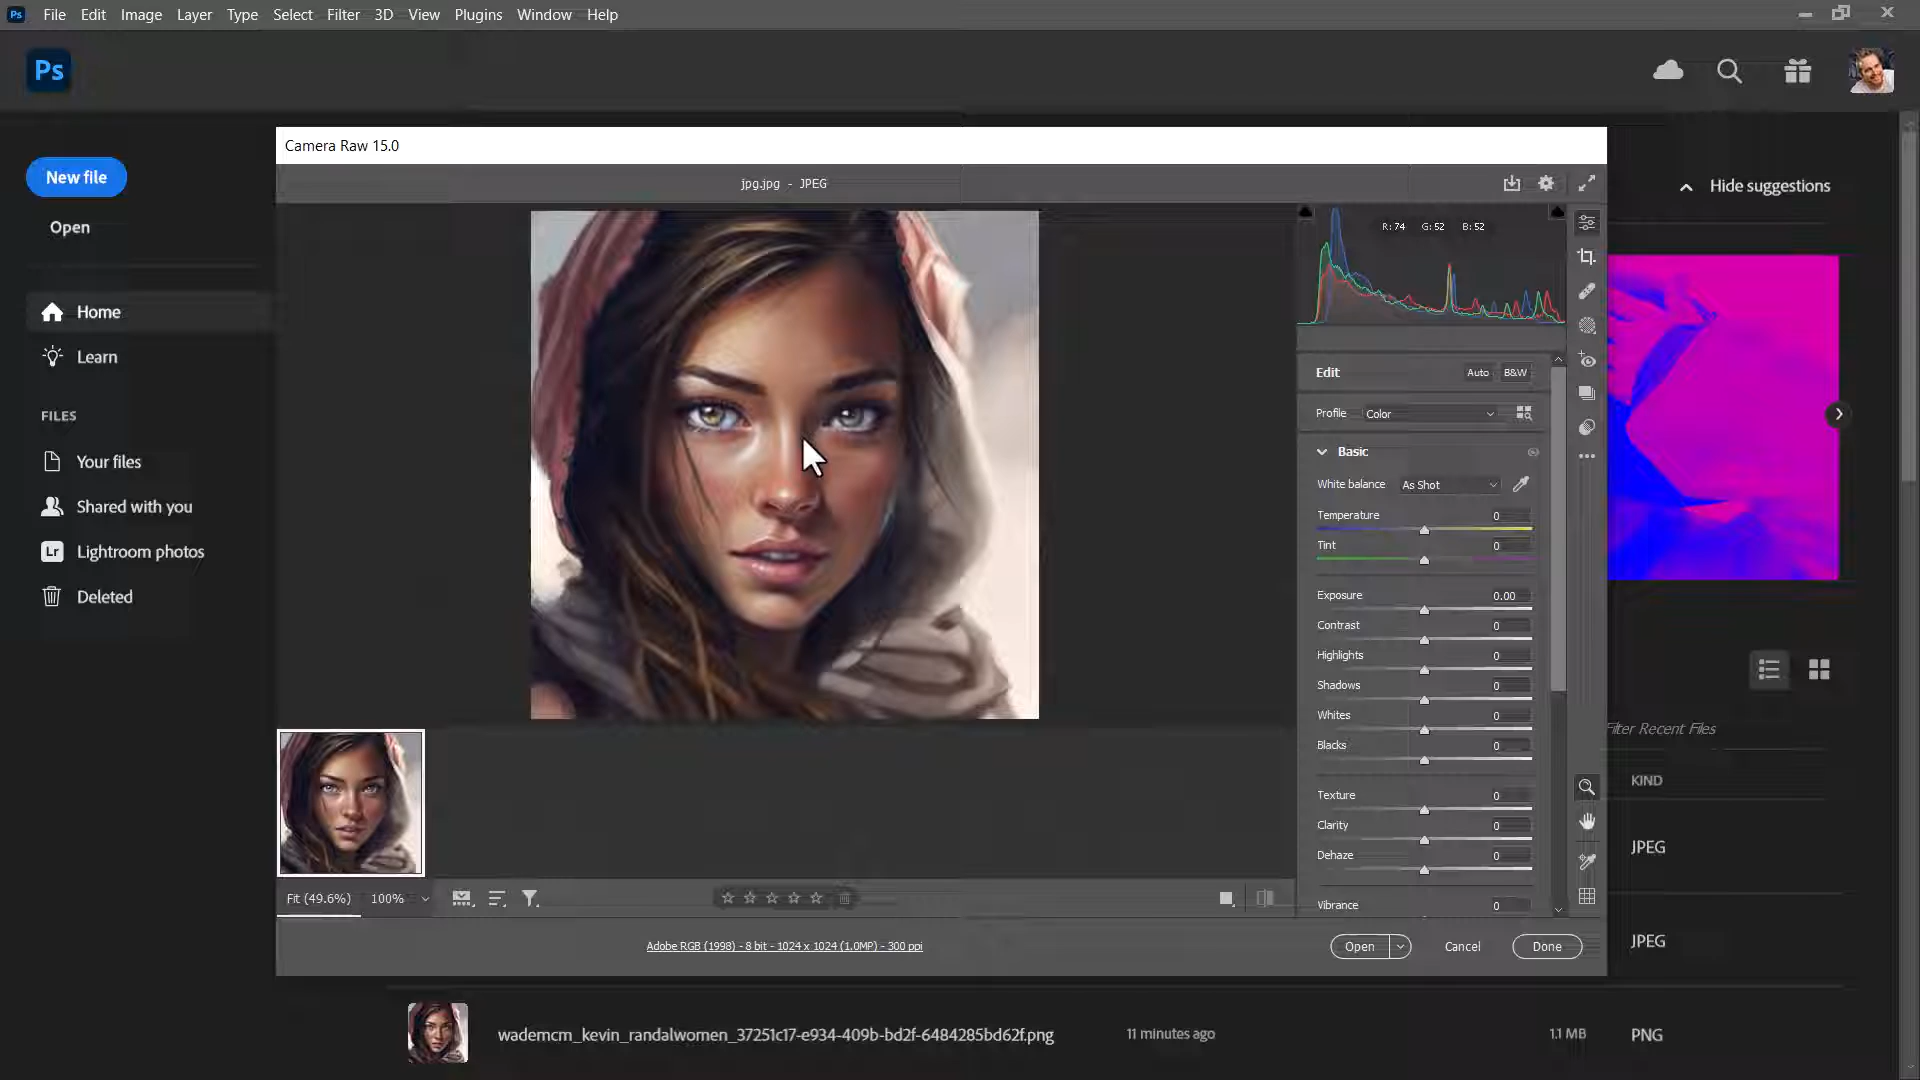 Ps File Edit Image Layer Type Select Filter 3D View Plugins Window Help
Ps
Camera Raw 15.0
New file
jpg.jpg - JPEG
Hide suggestions
Open
R: 74 G: 52 B: 52
Home
Learn
Edit Auto B&W
FILES
Profile Color
Your files
Basic
Shared with you
White balance As Shot
Lr Lightroom photos
Temperature 0
Deleted
Tint 0
Exposure 0.00
Contrast 0
Highlights 0
Shadows 0
Whites 0
Filter Recent Files
Blacks 0
KIND
Texture 0
Clarity 0
JPEG
Dehaze 0
Fit (49.6%) 100%
Vibrance 0
Adobe RGB (1998) - 8 bit - 1024 x 1024 (1.0MP) - 300 ppi
Open Cancel Done
JPEG
wademcm_kevin_randalwomen_37251c17-e934-409b-bd2f-6484285bd62f.png 11 minutes ago 1.1 MB PNG